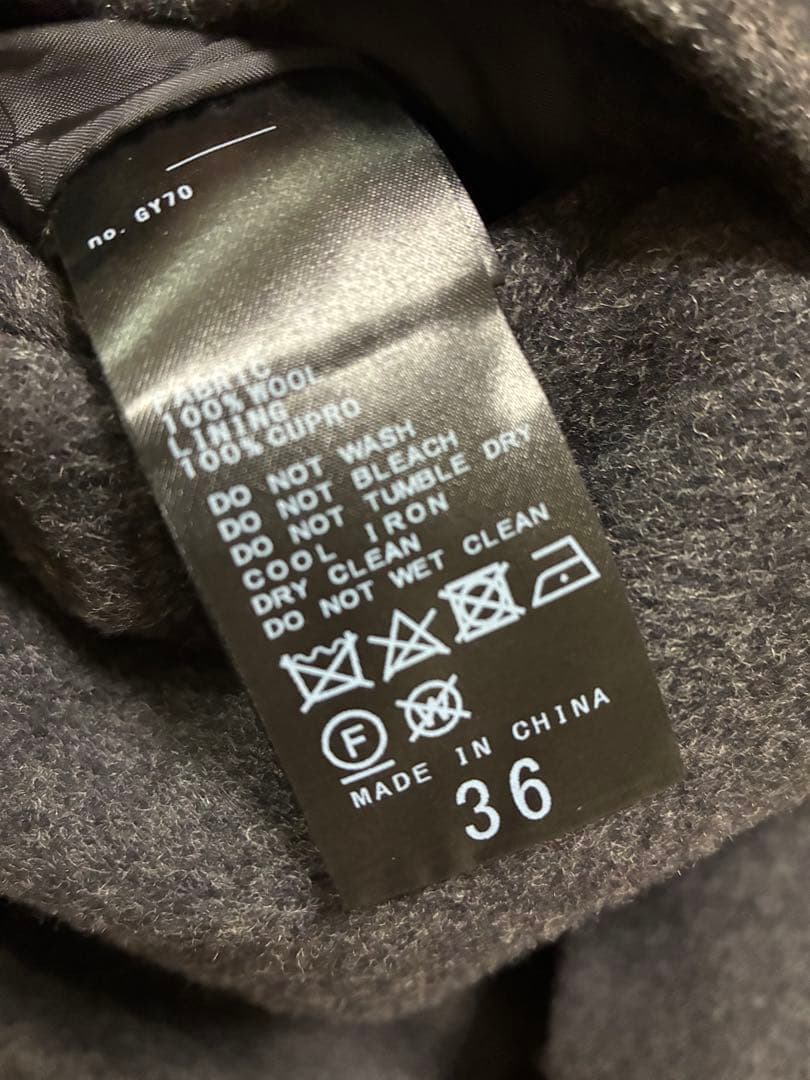 no. GY70
FABRIC
100% WOOL
LINING
100% CUPRO
DO NOT WASH
DO NOT BLEACH
DO NOT TUMBLE DRY
COOL IRON
DRY CLEAN
DO NOT WET CLEAN
F W
MADE IN CHINA
36